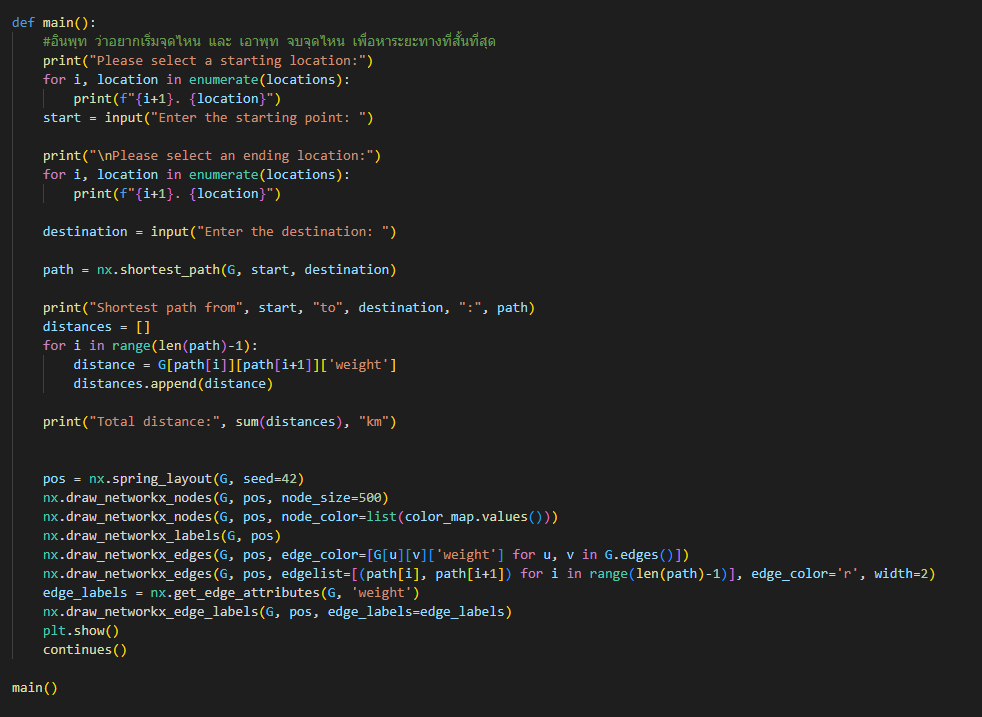 def main():
    #อินพุท ว่าอยากเริ่มจุดไหน และ เอาพุท จบจุดไหน เพื่อหาระยะทางที่สั้นที่สุด
    print("Please select a starting location:")
    for i, location in enumerate(locations):
        print(f"{i+1}. {location}")
    start = input("Enter the starting point: ")

    print("\nPlease select an ending location:")
    for i, location in enumerate(locations):
        print(f"{i+1}. {location}")

    destination = input("Enter the destination: ")

    path = nx.shortest_path(G, start, destination)

    print("Shortest path from", start, "to", destination, ":", path)
    distances = []
    for i in range(len(path)-1):
        distance = G[path[i]][path[i+1]]['weight']
        distances.append(distance)

    print("Total distance:", sum(distances), "km")


    pos = nx.spring_layout(G, seed=42)
    nx.draw_networkx_nodes(G, pos, node_size=500)
    nx.draw_networkx_nodes(G, pos, node_color=list(color_map.values()))
    nx.draw_networkx_labels(G, pos)
    nx.draw_networkx_edges(G, pos, edge_color=[G[u][v]['weight'] for u, v in G.edges()])
    nx.draw_networkx_edges(G, pos, edgelist=[(path[i], path[i+1]) for i in range(len(path)-1)], edge_color='r', width=2)
    edge_labels = nx.get_edge_attributes(G, 'weight')
    nx.draw_networkx_edge_labels(G, pos, edge_labels=edge_labels)
    plt.show()
    continues()

main()